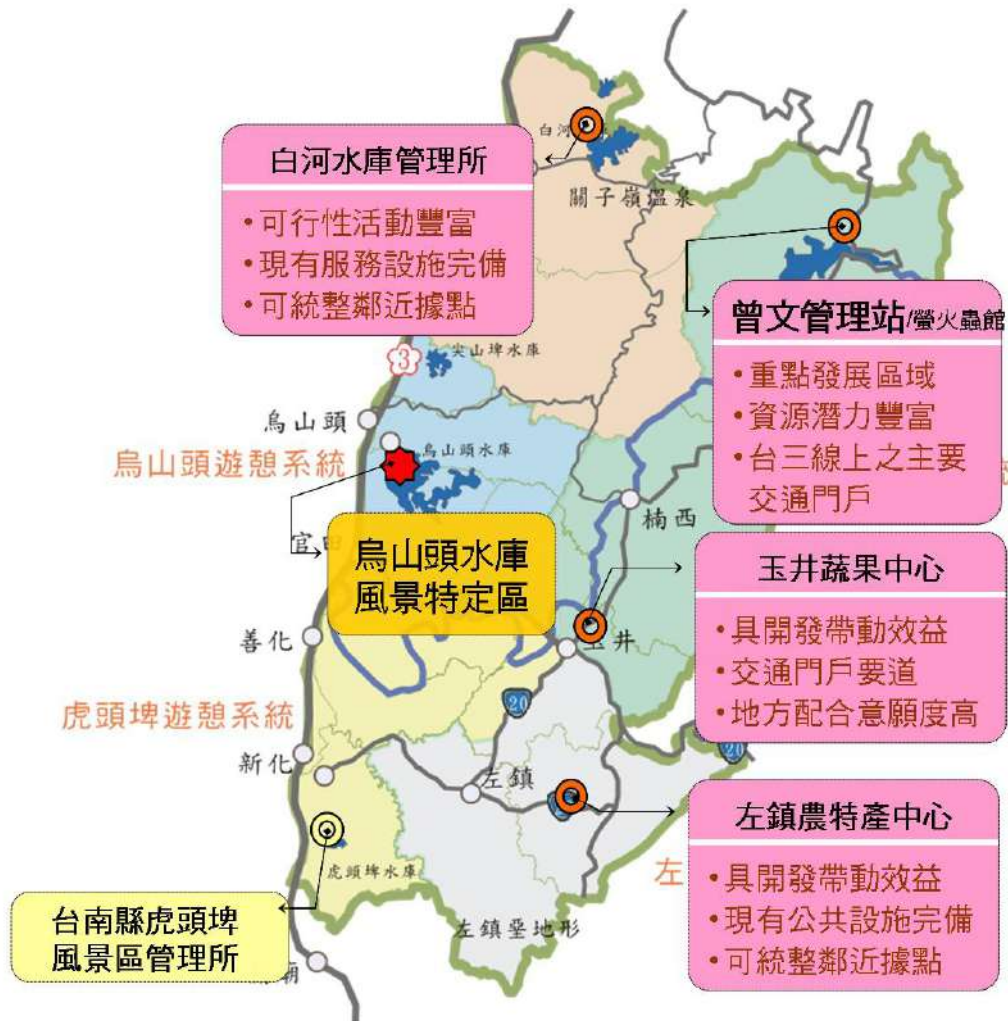 白河水庫
白河水庫管理所
•可行性活動豐富
•現有服務設施完備
•可統整鄰近據點
關子嶺溫泉
曾文管理站/螢火蟲館
•重點發展區域
•資源潛力豐富
•台三線上之主要
交通門戶
3
尖山埤水庫
烏山頭
烏山頭水庫
烏山頭遊憩系統
楠西
官田
烏山頭水庫
風景特定區
玉井蔬果中心
•具開發帶動效益
•交通門戶要道
•地方配合意願度高
善化
玉井
20
虎頭埤遊憩系統
20
新化
左鎮
左鎮農特產中心
•具開發帶動效益
•現有公共設施完備
•可統整鄰近據點
虎頭埤水庫
左
左鎮堊地形
台南縣虎頭埤
風景區管理所
廟